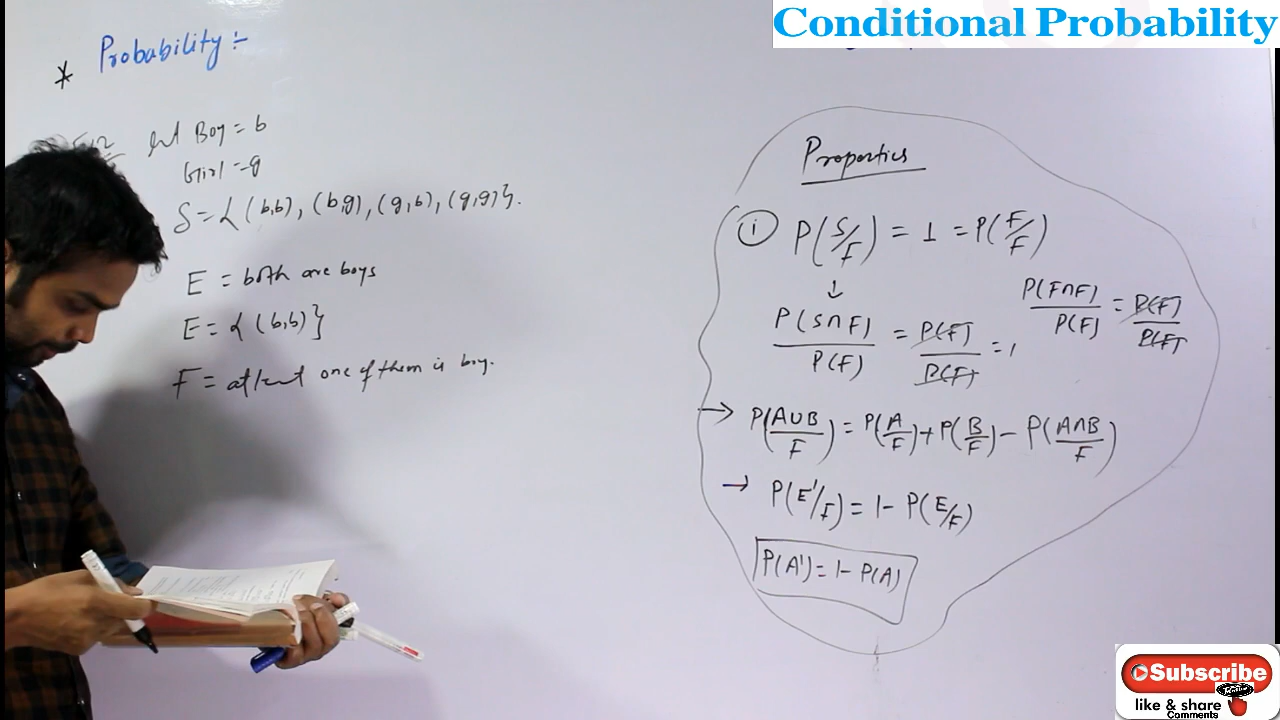 Conditional Probability
* Probability :-
let Boy = b
Girl = g
S = { (b,b), (b,g), (g,b), (g,g)}.
E = both are boys
E = { (b,b)}
F = atleast one of them is boy.
Properties
(i) P(S/F) = 1 = P(F/F)
↓
P(S∩F)/P(F) = P(F)/P(F) = 1
P(F∩F)/P(F) = P(F)/P(F)
→ P(A∪B/F) = P(A/F) + P(B/F) - P(A∩B/F)
→ P(E'/F) = 1 - P(E/F)
P(A') = 1 - P(A)
Subscribe
like & share
Comments